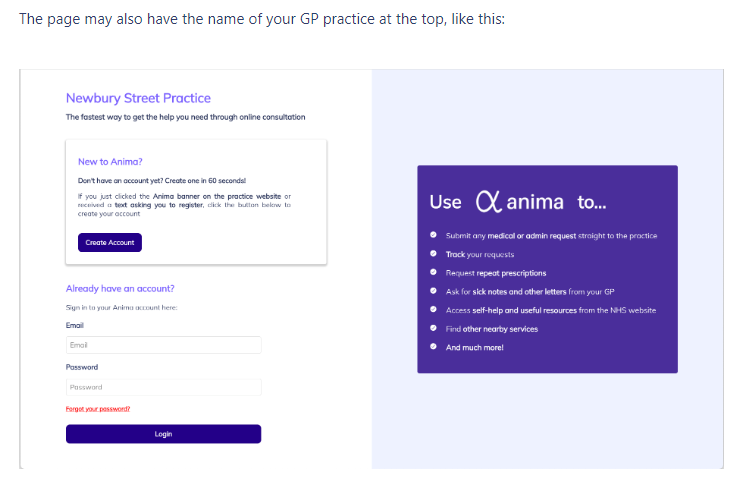 The page may also have the name of your GP practice at the top, like this:
Newbury Street Practice
The fastest way to get the help you need through online consultation
New to Anima?
Don't have an account yet? Create one in 60 seconds!
If you just clicked the Anima banner on the practice website or
received a text asking you to register, click the button below to
create your account
Create Account
Already have an account?
Sign in to your Anima account here:
Email
Email
Password
Password
Forgot your password?
Login
Use α anima to...
Submit any medical or admin request straight to the practice
Track your requests
Request repeat prescriptions
Ask for sick notes and other letters from your GP
Access self-help and useful resources from the NHS website
Find other nearby services
And much more!